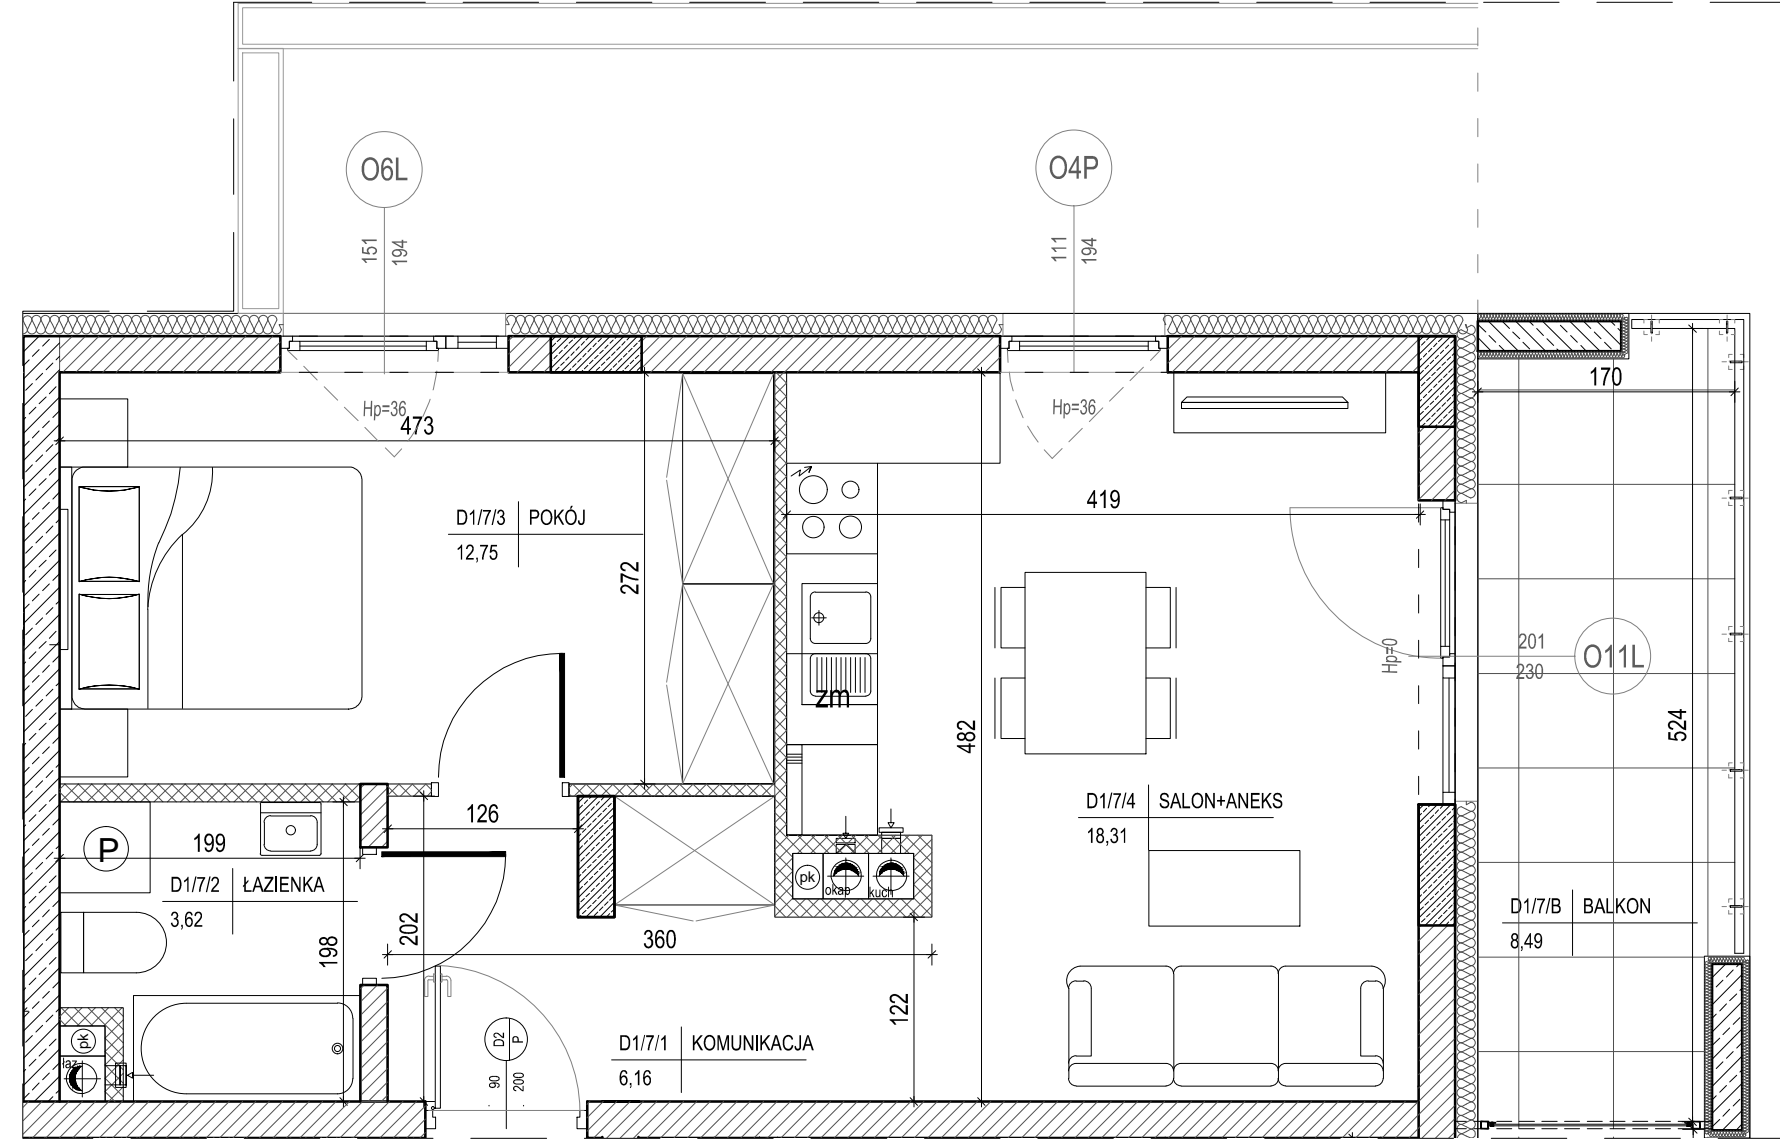 O6L
O4P
151
194
111
194
170
Hp=36
Hp=36
473
419
D1/7/3 POKÓJ
12,75
272
201
O11L
230
Hp=0
zm
482
524
D1/7/4 SALON+ANEKS
18,31
126
199
P
pk
okap
kuch
D1/7/2 ŁAZIENKA
3,62
D1/7/B BALKON
8,49
202
198
360
122
D2
P
90
200
pk
łaz
D1/7/1 KOMUNIKACJA
6,16